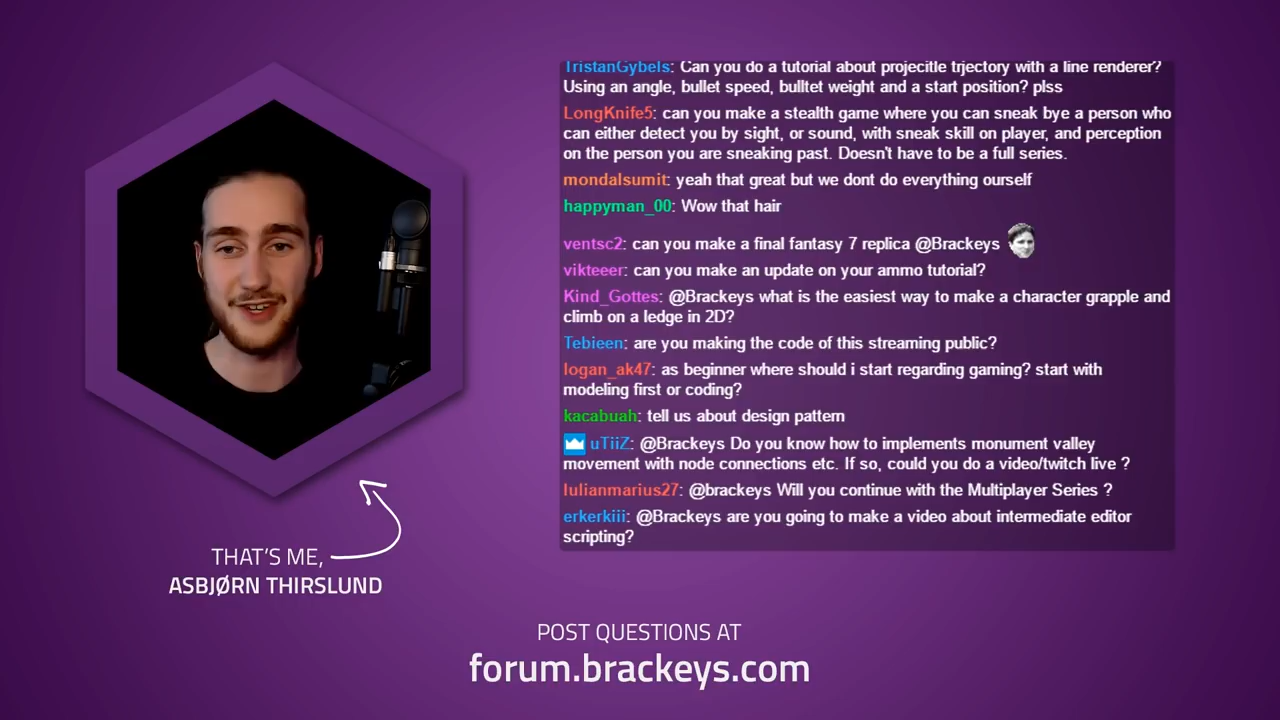 TristanGybels: Can you do a tutorial about projecitle trjectory with a line renderer?
Using an angle, bullet speed, bulltet weight and a start position? plss
LongKnife5: can you make a stealth game where you can sneak bye a person who
can either detect you by sight, or sound, with sneak skill on player, and perception
on the person you are sneaking past. Doesn't have to be a full series.
mondalsumit: yeah that great but we dont do everything ourself
happyman_00: Wow that hair
ventsc2: can you make a final fantasy 7 replica @Brackeys
vikteeer: can you make an update on your ammo tutorial?
Kind_Gottes: @Brackeys what is the easiest way to make a character grapple and
climb on a ledge in 2D?
Tebieen: are you making the code of this streaming public?
logan_ak47: as beginner where should i start regarding gaming? start with
modeling first or coding?
kacabuah: tell us about design pattern
uTiiZ: @Brackeys Do you know how to implements monument valley
movement with node connections etc. If so, could you do a video/twitch live ?
Iulianmarius27: @brackeys Will you continue with the Multiplayer Series ?
erkerkiii: @Brackeys are you going to make a video about intermediate editor
scripting?
THAT'S ME,
ASBJØRN THIRSLUND
POST QUESTIONS AT
forum.brackeys.com